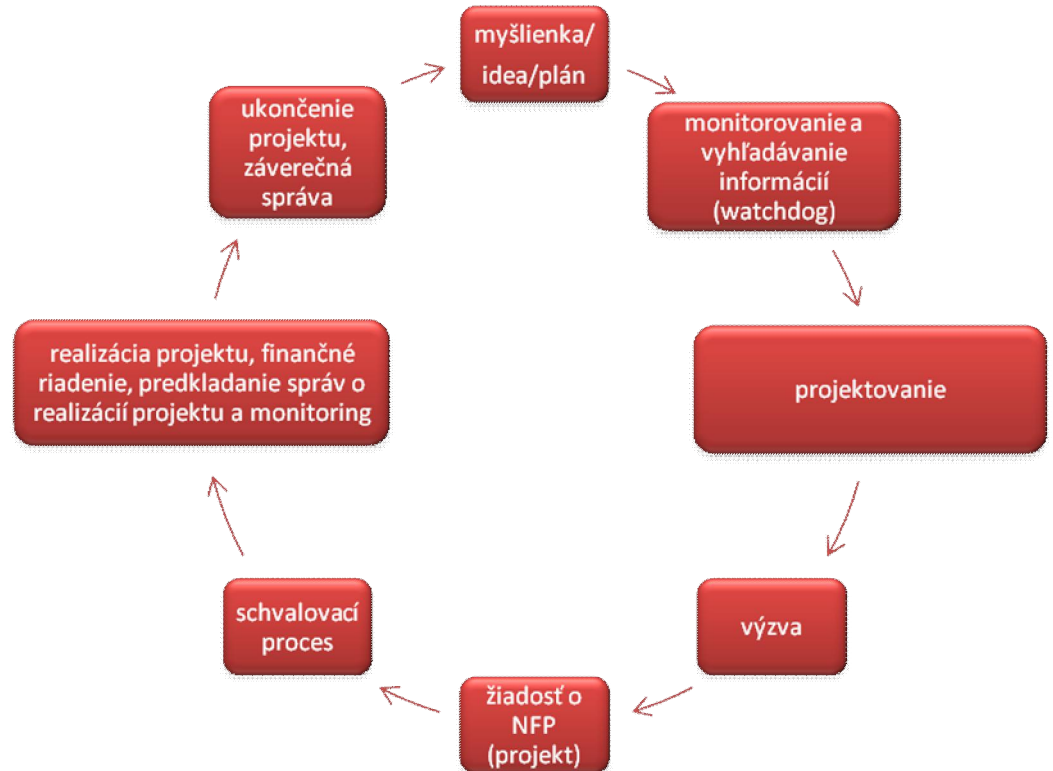 myšlienka/
idea/plán
monitorovanie a
vyhľadávanie
informácií
(watchdog)
projektovanie
výzva
žiadosť o
NFP
(projekt)
schvalovací
proces
realizácia projektu, finančné
riadenie, predkladanie správ o
realizácií projektu a monitoring
ukončenie
projektu,
záverečná
správa